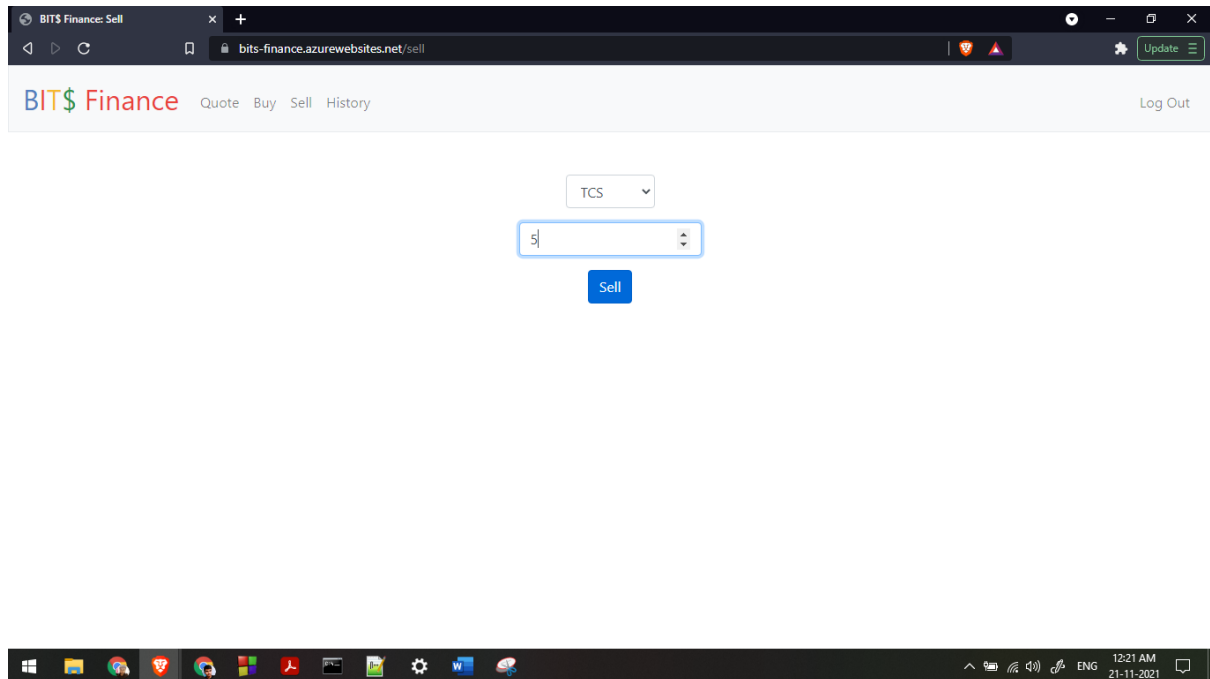 BIT$ Finance: Sell
bits-finance.azurewebsites.net/sell
Update
BIT$ Finance Quote Buy Sell History Log Out
TCS
5
Sell
ENG 12:21 AM
21-11-2021